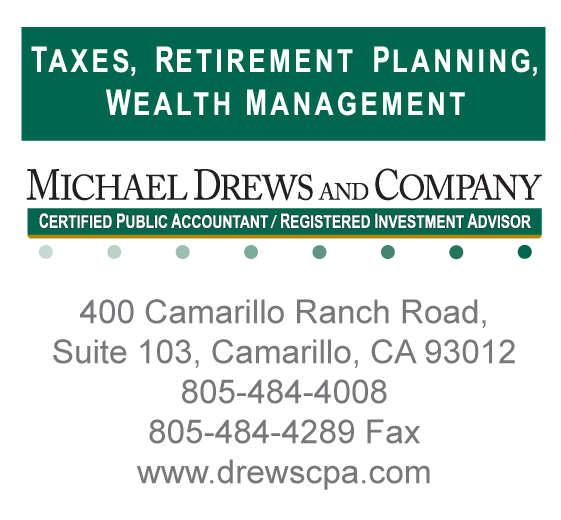 TAXES, RETIREMENT PLANNING,
WEALTH MANAGEMENT
MICHAEL DREWS AND COMPANY
CERTIFIED PUBLIC ACCOUNTANT / REGISTERED INVESTMENT ADVISOR
400 Camarillo Ranch Road,
Suite 103, Camarillo, CA 93012
805-484-4008
805-484-4289 Fax
www.drewscpa.com